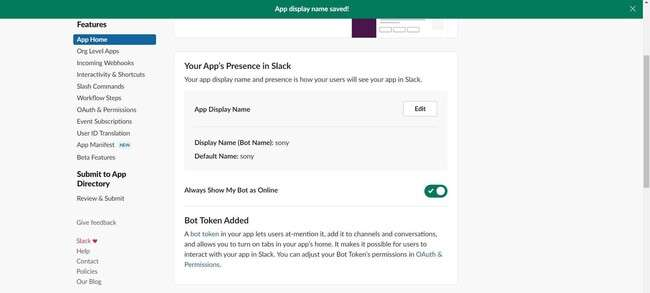 App display name saved!
Features
App Home
Org Level Apps
Incoming Webhooks
Interactivity & Shortcuts
Slash Commands
Workflow Steps
OAuth & Permissions
Event Subscriptions
User ID Translation
App Manifest NEW
Beta Features
Submit to App
Directory
Review & Submit
Give feedback
Slack
Help
Contact
Policies
Our Blog
Your App's Presence in Slack
Your app display name and presence is how your users will see your app in Slack.
App Display Name
Edit
Display Name (Bot Name): sony
Default Name: sony
Always Show My Bot as Online
Bot Token Added
A bot token in your app lets users at-mention it, add it to channels and conversations,
and allows you to turn on tabs in your app's home. It makes it possible for users to
interact with your app in Slack. You can adjust your Bot Token's permissions in OAuth &
Permissions.